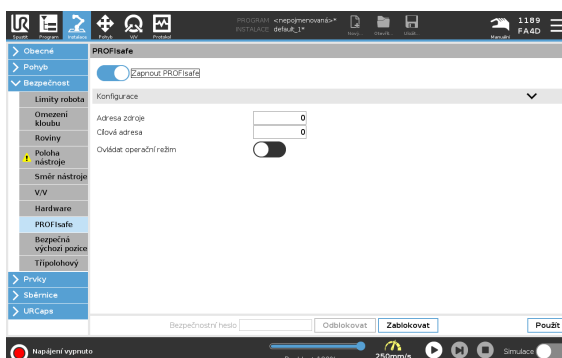 PROGRAM <nepojmenovaná>*
INSTALACE default_1*
Spustit Program Instalace Pohyb V/V Protokol
Nový... Otevřít... Uložit...
Manuální
1189
FA4D
Obecné
Pohyb
Bezpečnost
Limity robota
Omezení
kloubu
Roviny
Poloha
nástroje
Směr nástroje
V/V
Hardware
PROFIsafe
Bezpečná
výchozí pozice
Třípolohový
Prvky
Sběrnice
URCaps
PROFIsafe
Zapnout PROFIsafe
Konfigurace
Adresa zdroje 0
Cílová adresa 0
Ovládat operační režim
Bezpečnostní heslo Odblokovat Zablokovat Použít
Napájení vypnuto
250mm/s
Simulace